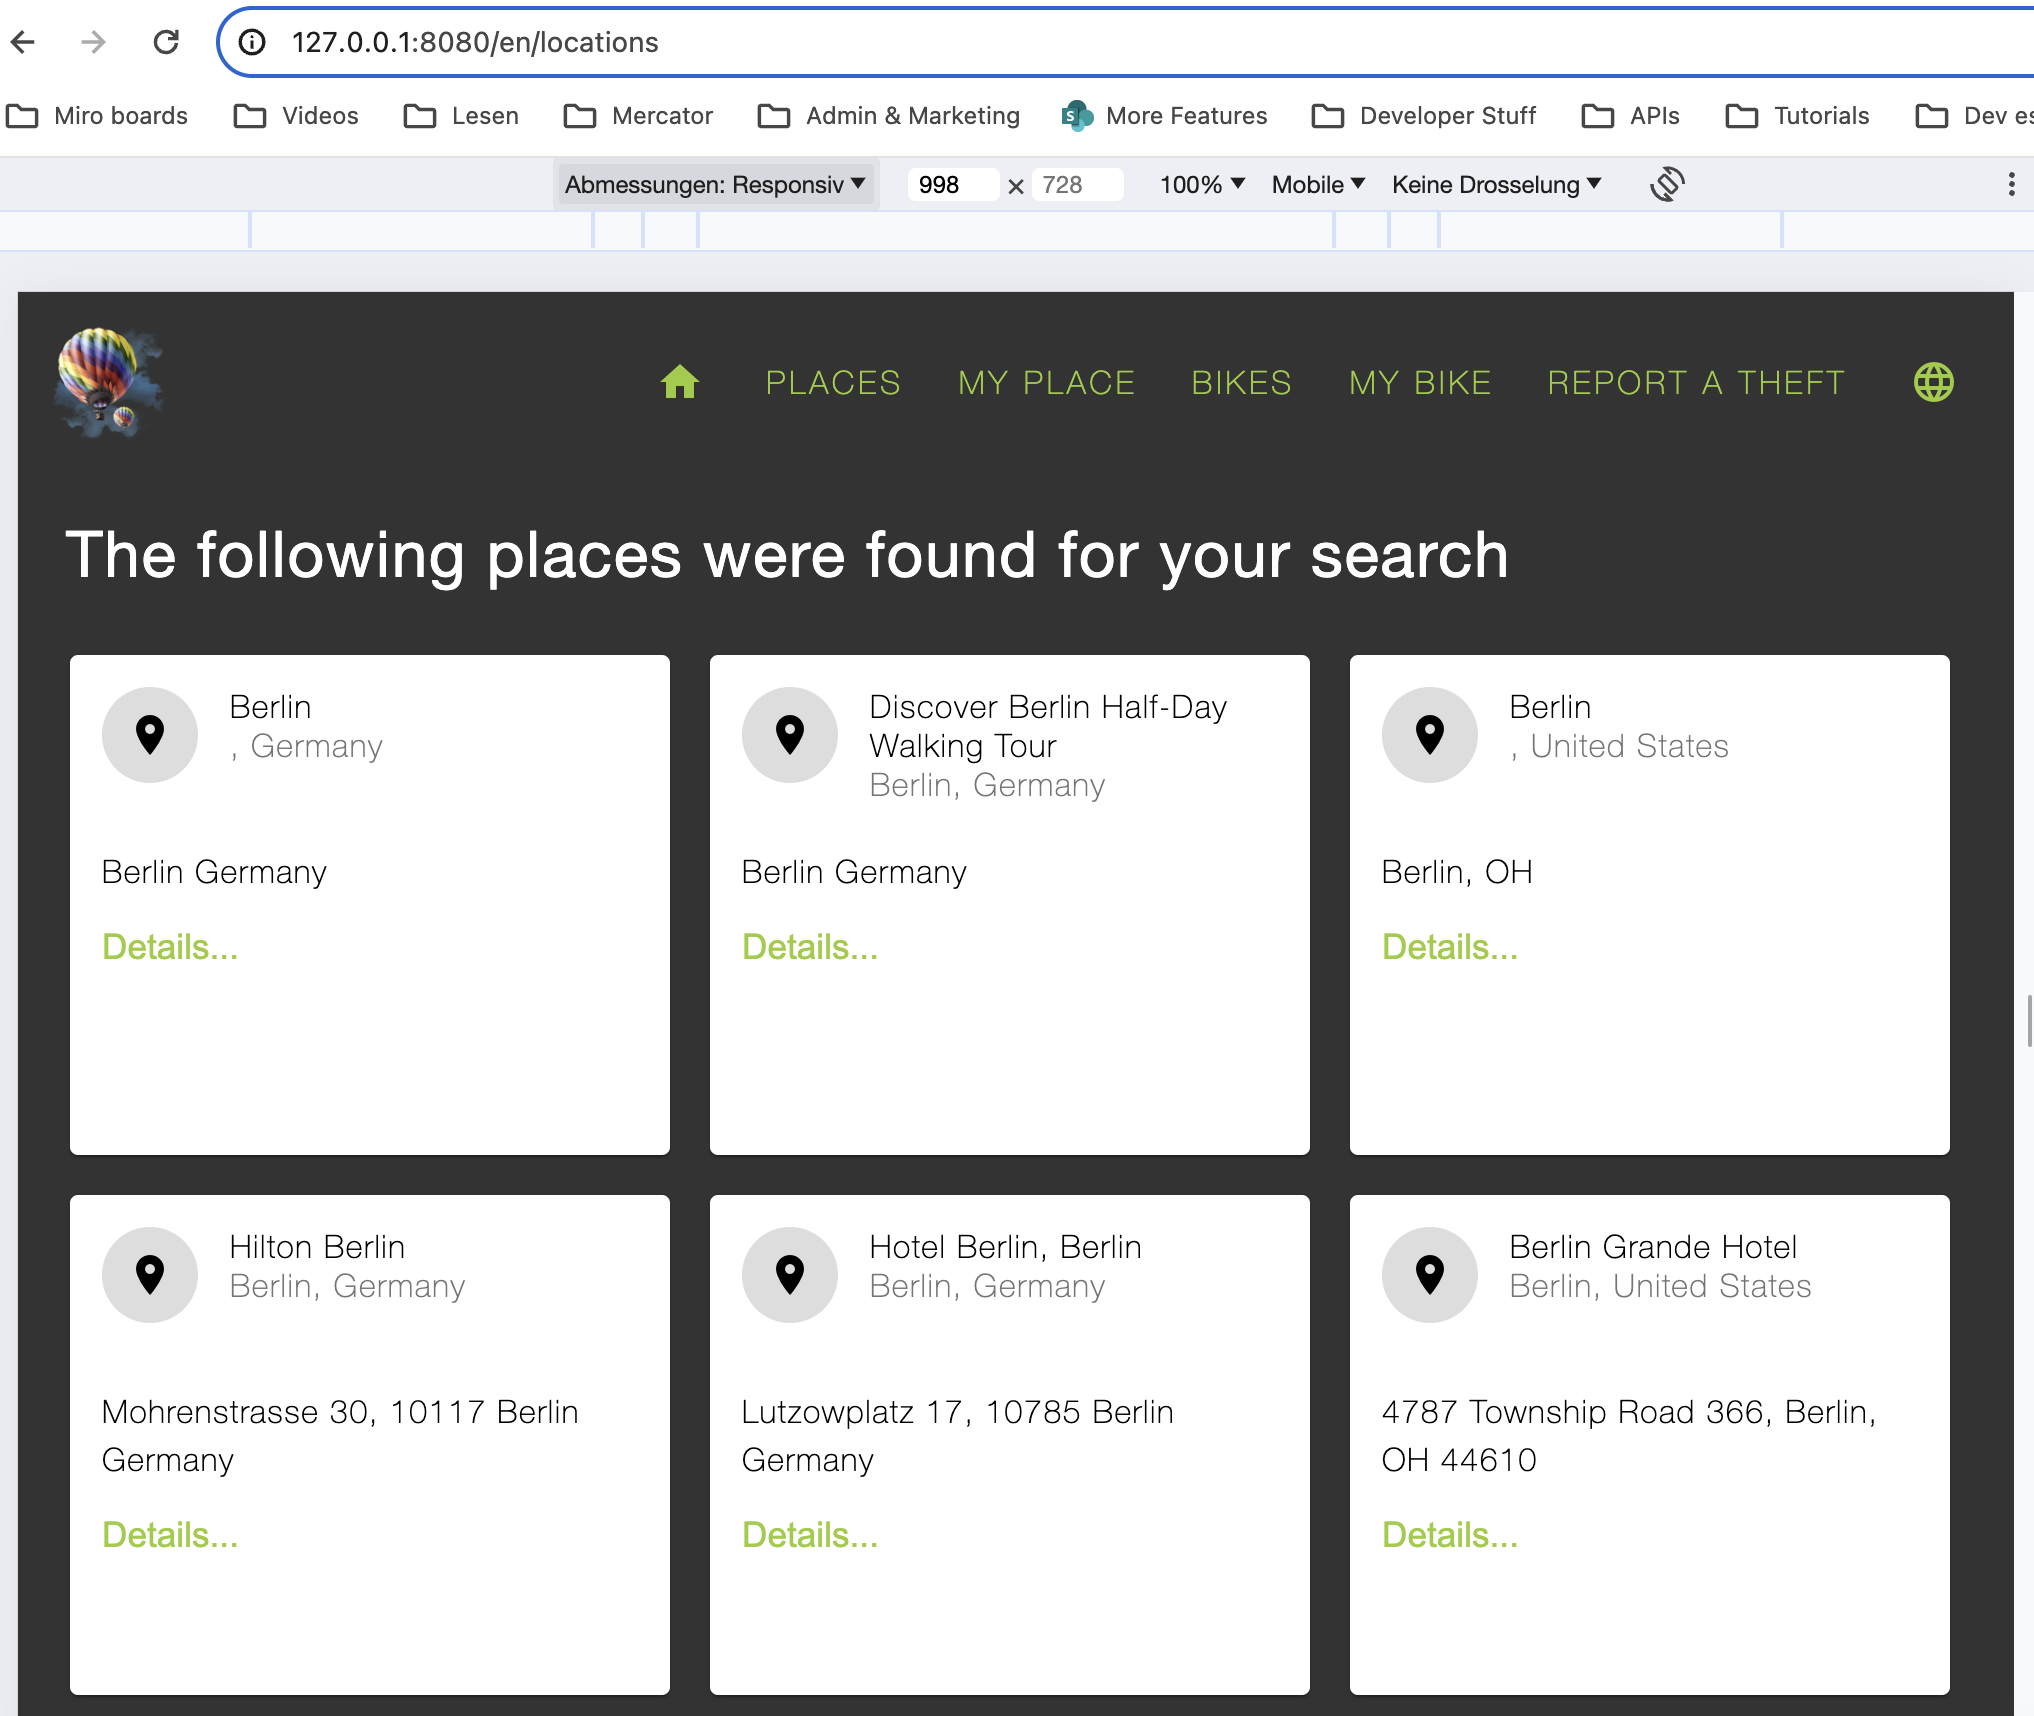 127.0.0.1:8080/en/locations
Miro boards Videos Lesen Mercator Admin & Marketing More Features Developer Stuff APIs Tutorials Dev es
Abmessungen: Responsiv 998 × 728 100% Mobile Keine Drosselung
PLACES MY PLACE BIKES MY BIKE REPORT A THEFT
The following places were found for your search
Berlin
, Germany
Berlin Germany
Details...
Discover Berlin Half-Day
Walking Tour
Berlin, Germany
Berlin Germany
Details...
Berlin
, United States
Berlin, OH
Details...
Hilton Berlin
Berlin, Germany
Mohrenstrasse 30, 10117 Berlin
Germany
Details...
Hotel Berlin, Berlin
Berlin, Germany
Lutzowplatz 17, 10785 Berlin
Germany
Details...
Berlin Grande Hotel
Berlin, United States
4787 Township Road 366, Berlin,
OH 44610
Details...